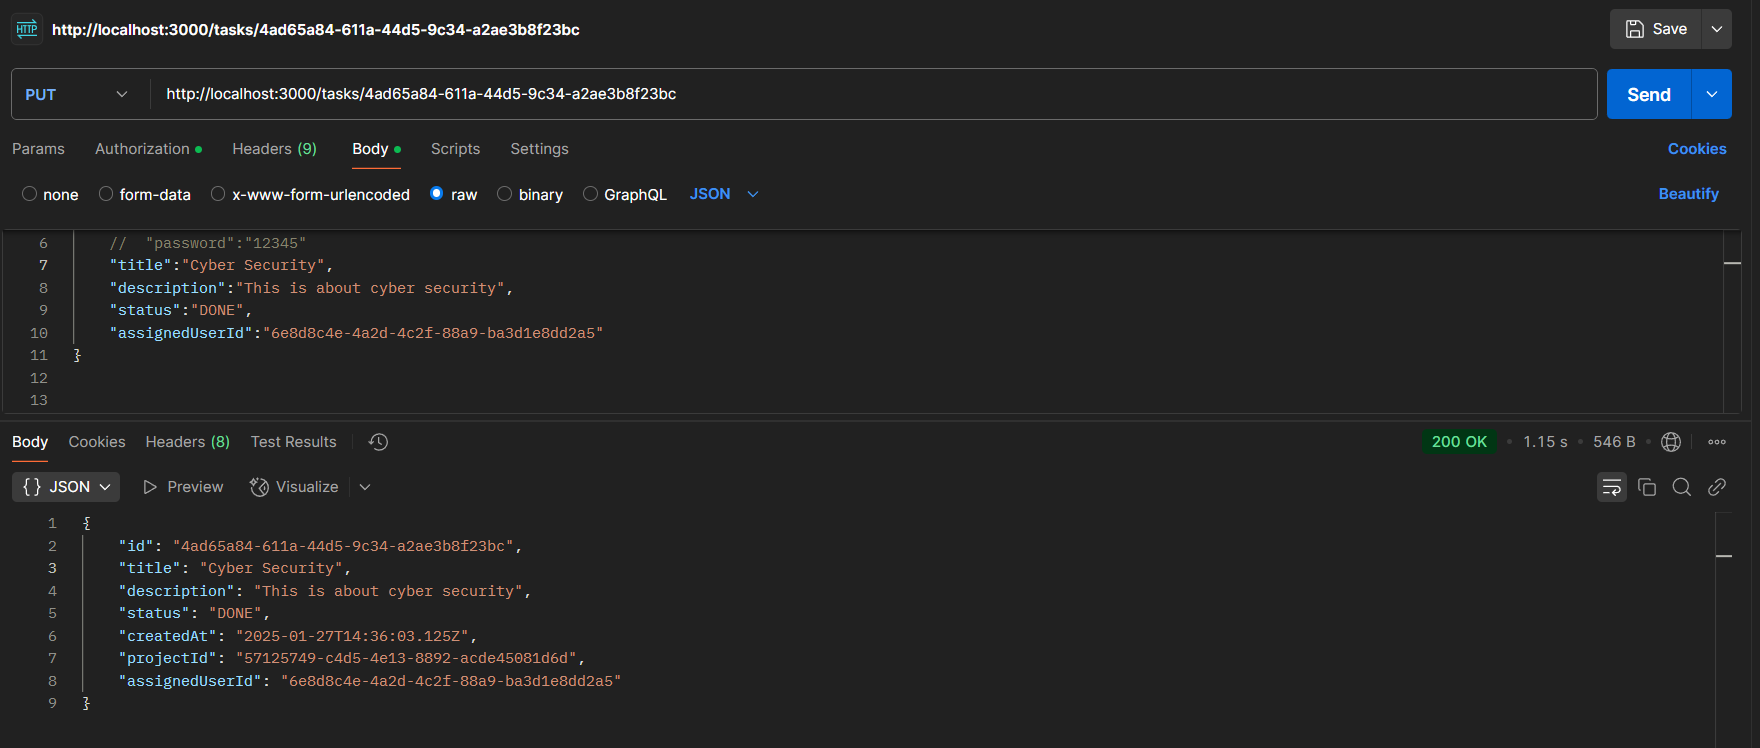 HTTP http://localhost:3000/tasks/4ad65a84-611a-44d5-9c34-a2ae3b8f23bc Save
PUT http://localhost:3000/tasks/4ad65a84-611a-44d5-9c34-a2ae3b8f23bc Send
Params Authorization Headers (9) Body Scripts Settings Cookies
none form-data x-www-form-urlencoded raw binary GraphQL JSON Beautify
6 // "password":"12345"
7 "title":"Cyber Security",
8 "description":"This is about cyber security",
9 "status":"DONE",
10 "assignedUserId":"6e8d8c4e-4a2d-4c2f-88a9-ba3d1e8dd2a5"
11 }
12
13
Body Cookies Headers (8) Test Results 200 OK • 1.15 s • 546 B •
{} JSON Preview Visualize
1 {
2 "id": "4ad65a84-611a-44d5-9c34-a2ae3b8f23bc",
3 "title": "Cyber Security",
4 "description": "This is about cyber security",
5 "status": "DONE",
6 "createdAt": "2025-01-27T14:36:03.125Z",
7 "projectId": "57125749-c4d5-4e13-8892-acde45081d6d",
8 "assignedUserId": "6e8d8c4e-4a2d-4c2f-88a9-ba3d1e8dd2a5"
9 }